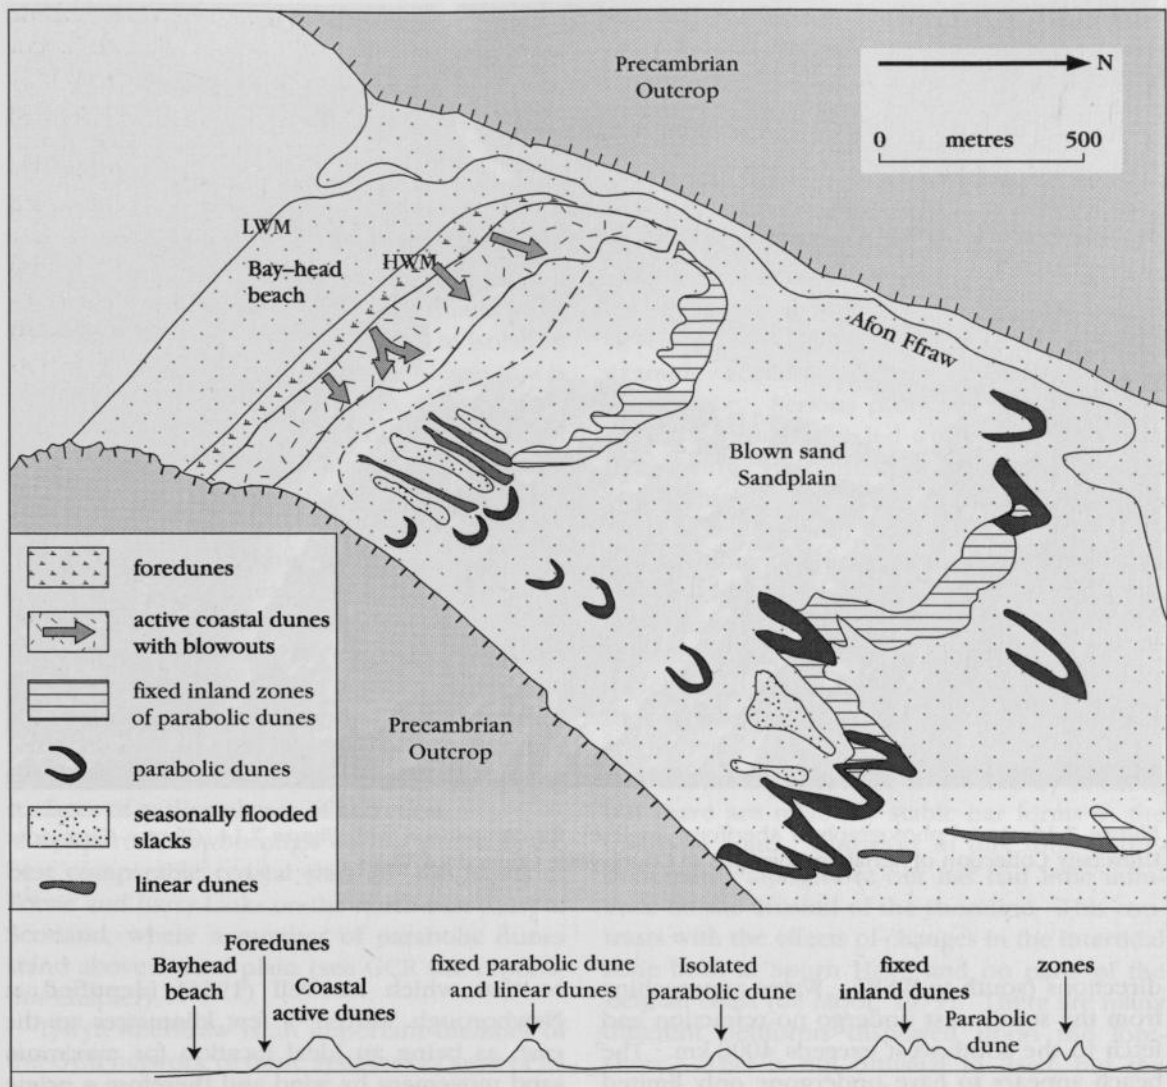 Precambrian
Outcrop
N
0 metres 500
LWM
HWM
Bay–head
beach
Afon Ffraw
Blown sand
Sandplain
Precambrian
Outcrop
foredunes
active coastal dunes
with blowouts
fixed inland zones
of parabolic dunes
parabolic dunes
seasonally flooded
slacks
linear dunes
Bayhead
beach
Foredunes
Coastal
active dunes
fixed parabolic dune
and linear dunes
Isolated
parabolic dune
fixed
inland zones
zones
Parabolic
dune